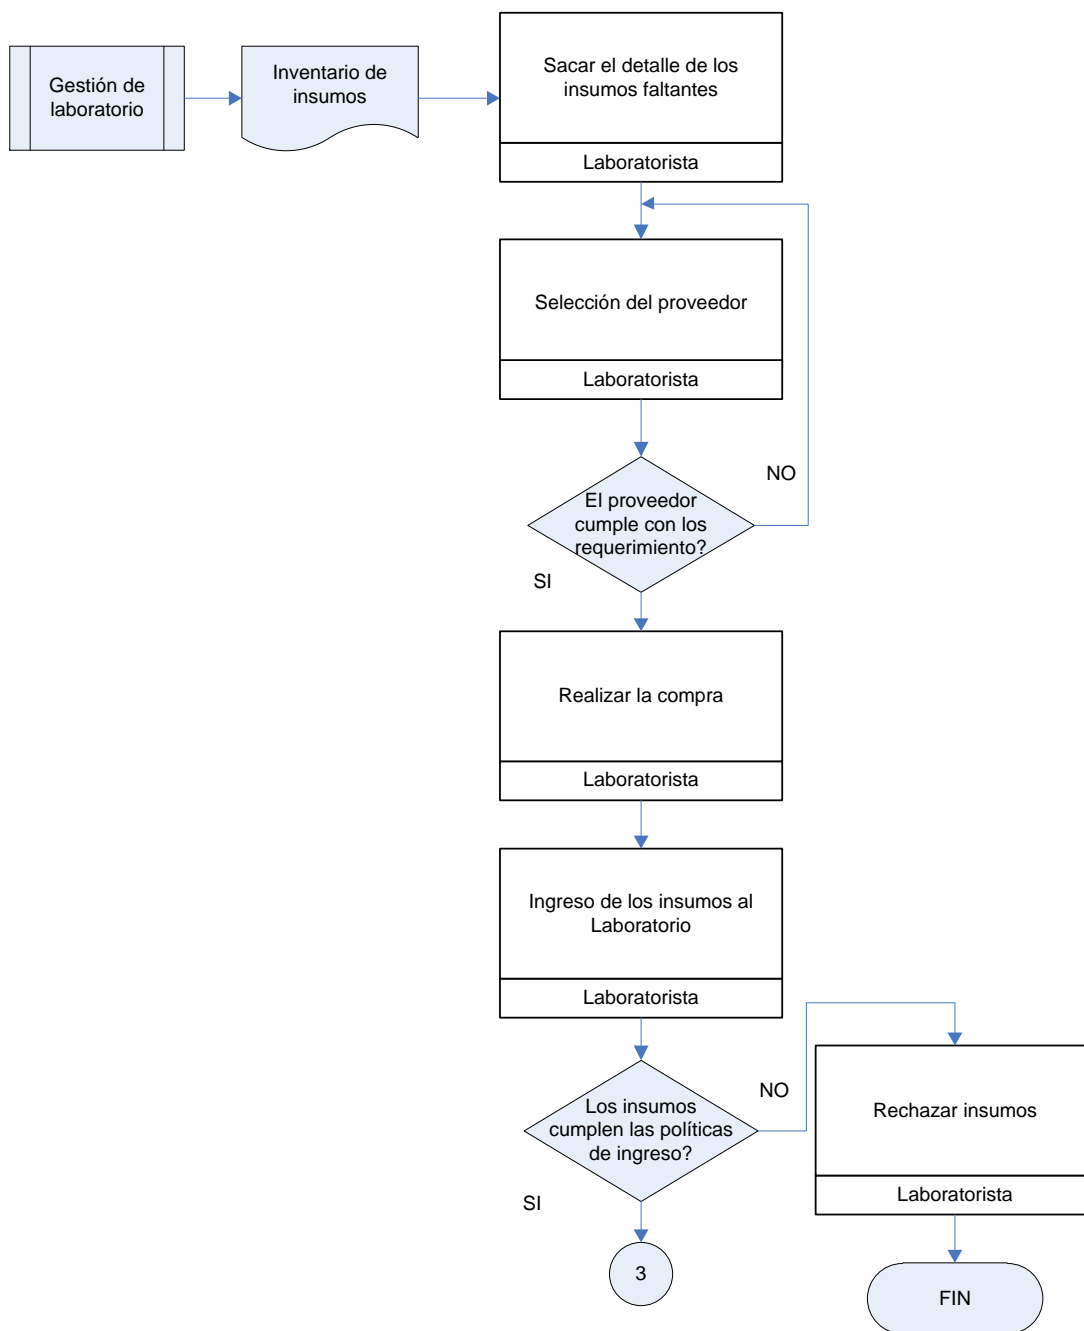 Gestión de
laboratorio
Inventario de
insumos
Sacar el detalle de los
insumos faltantes
Laboratorista
Selección del proveedor
Laboratorista
El proveedor
cumple con los
requerimiento?
NO
SI
Realizar la compra
Laboratorista
Ingreso de los insumos al
Laboratorio
Laboratorista
Los insumos
cumplen las políticas
de ingreso?
NO
SI
Rechazar insumos
Laboratorista
3
FIN